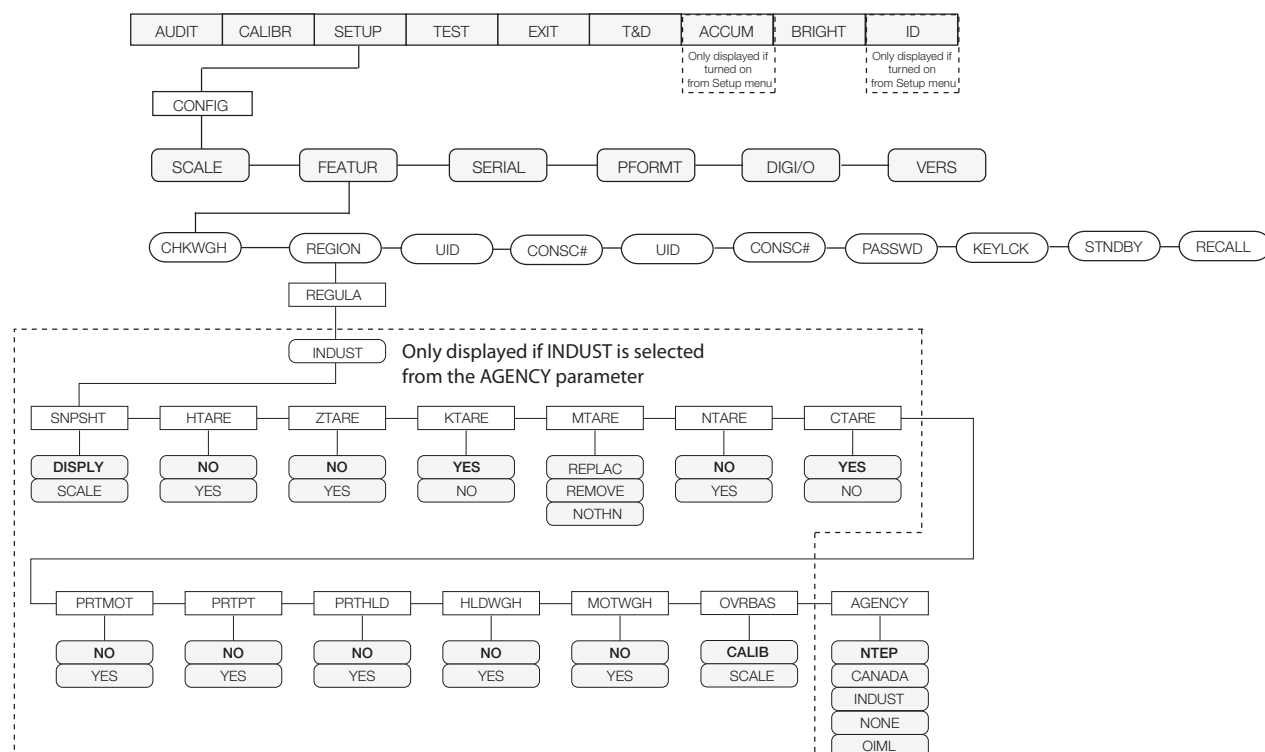 AUDIT CALIBR SETUP TEST EXIT T&D ACCUM BRIGHT ID
Only displayed if
turned on
from Setup menu
Only displayed if
turned on
from Setup menu
CONFIG
SCALE FEATUR SERIAL PFORMT DIGI/O VERS
CHKWGH REGION UID CONSC# UID CONSC# PASSWD KEYLCK STNDBY RECALL
REGULA
INDUST
Only displayed if INDUST is selected
from the AGENCY parameter
SNPSHT HTARE ZTARE KTARE MTARE NTARE CTARE
DISPLY NO NO YES REPLAC NO YES
SCALE YES YES NO REMOVE YES NO
NOTHN
PRTMOT PRTPT PRTHLD HLDWGH MOTWGH OVRBAS AGENCY
NO NO NO NO NO CALIB NTEP
YES YES YES YES YES SCALE CANADA
INDUST
NONE
OIML